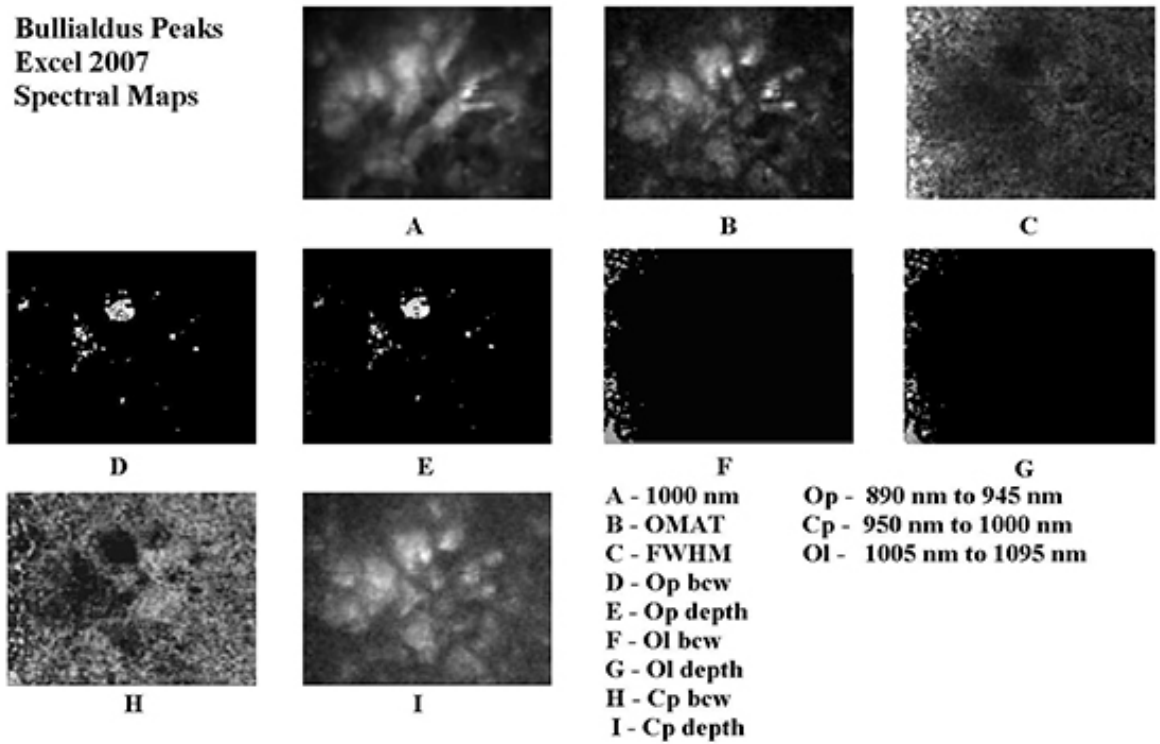 Bullialdus Peaks
Excel 2007
Spectral Maps
A
B
C
D
E
F
G
H
I
A - 1000 nm
B - OMAT
C - FWHM
D - Op bcw
E - Op depth
F - Ol bcw
G - Ol depth
H - Cp bcw
I - Cp depth
Op - 890 nm to 945 nm
Cp - 950 nm to 1000 nm
Ol - 1005 nm to 1095 nm